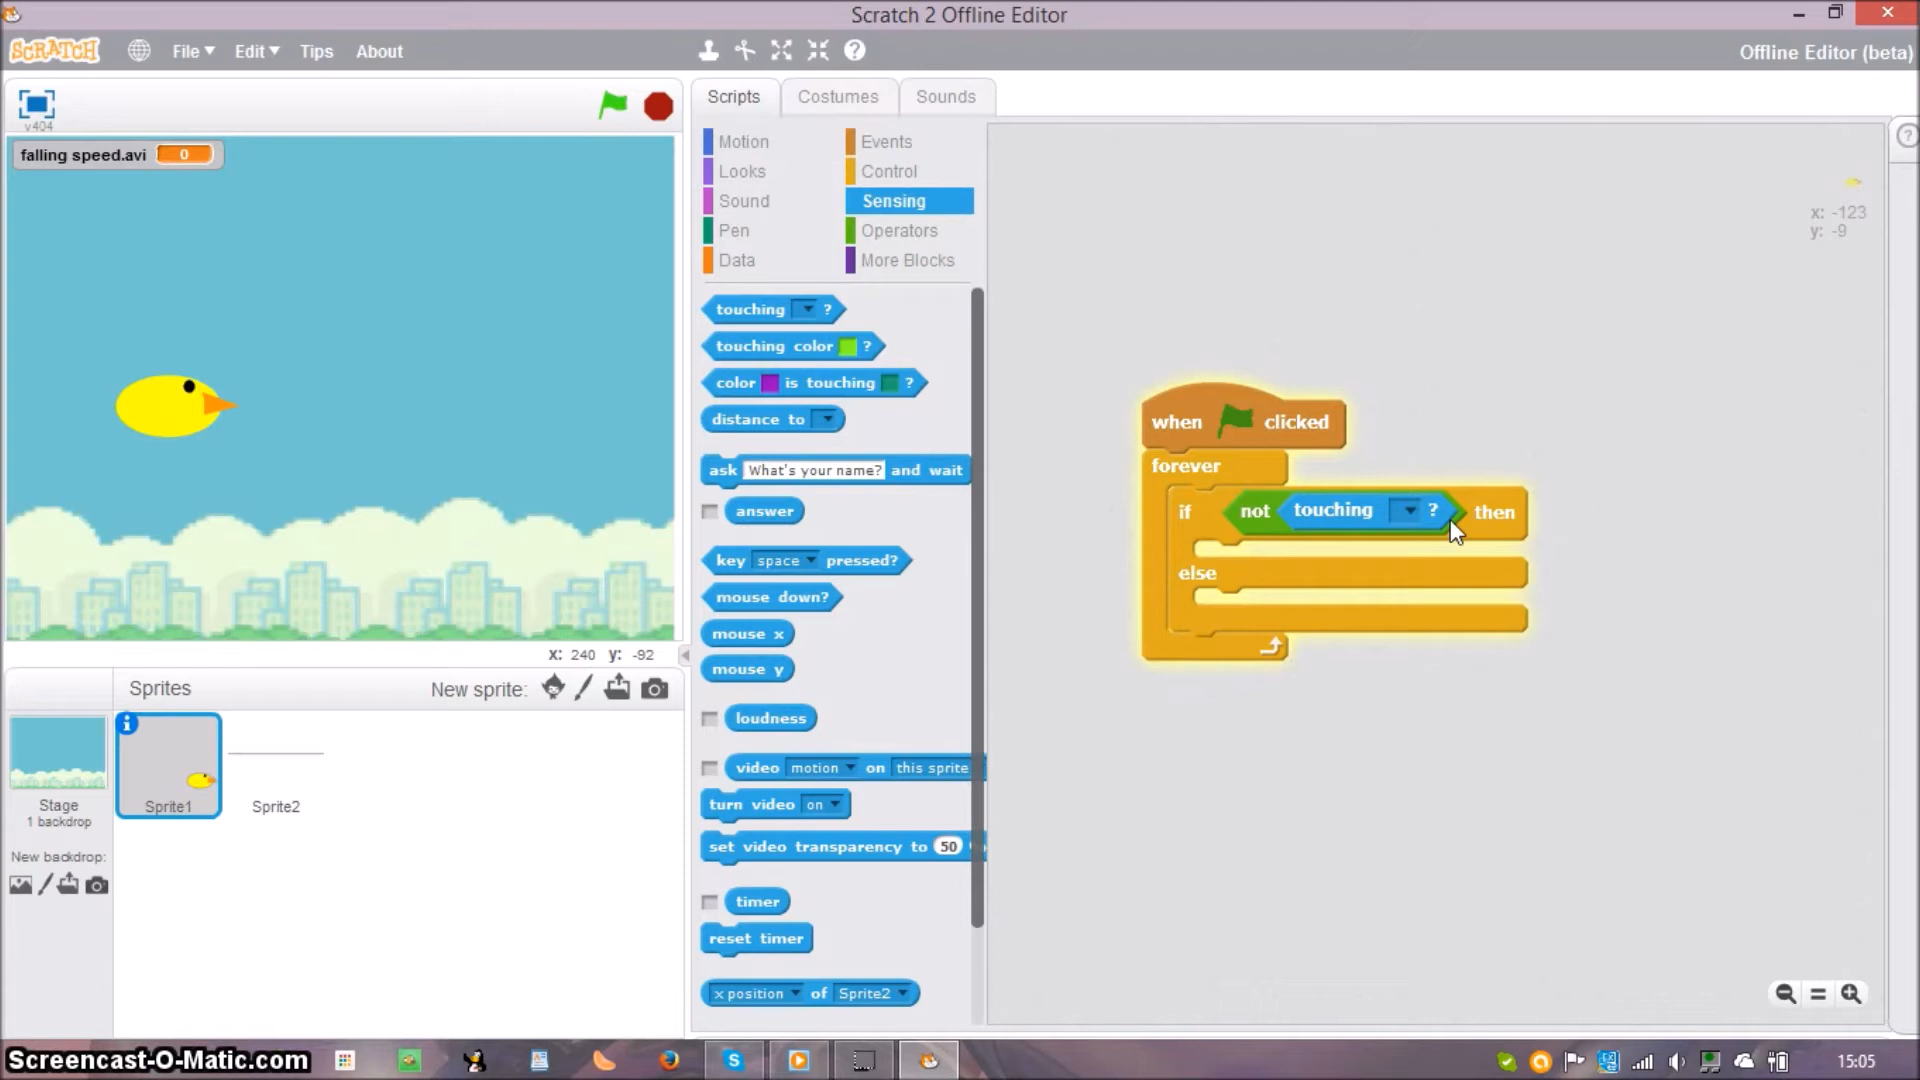 Scratch 2 Offline Editor
SCRATCH File Edit Tips About Offline Editor (beta)
v404
Scripts Costumes Sounds
falling speed.avi 0
Motion Events
Looks Control
Sound Sensing
Pen Operators
Data More Blocks
x: -123
y: -9
touching ?
touching color ?
color is touching ?
distance to
ask What's your name? and wait
answer
key space pressed?
mouse down?
mouse x
mouse y
loudness
video motion on this sprite
turn video on
set video transparency to 50
timer
reset timer
x position of Sprite2
when clicked
forever
if not touching ? then
else
x: 240 y: -92
Sprites New sprite:
Stage
1 backdrop
Sprite1
Sprite2
New backdrop:
Screencast-O-Matic.com
15:05